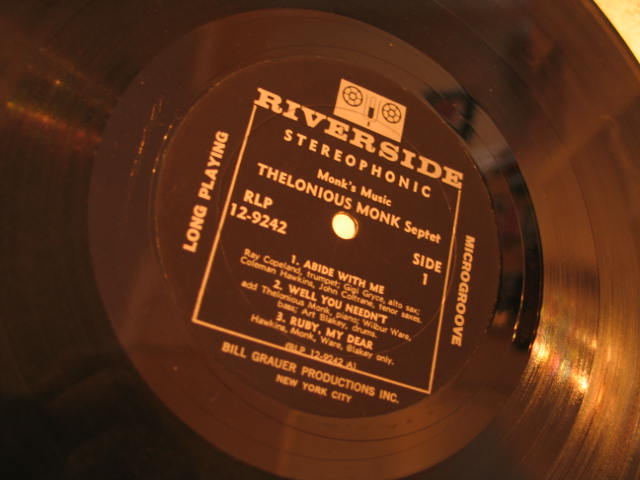 RIVERSIDE
STEREOPHONIC
LONG PLAYING
MICROGROOVE
Monk's Music
THELONIOUS MONK Septet
RLP
12-9242
SIDE
1
1. ABIDE WITH ME
Ray Copeland, trumpet; Gigi Gryce, alto sax;
Coleman Hawkins, John Coltrane, tenor saxes
2. WELL YOU NEEDN'T
add Thelonious Monk, piano; Wilbur Ware,
bass; Art Blakey, drums.
3. RUBY, MY DEAR
Hawkins, Monk, Ware, Blakey only.
(RLP 12-9242 A)
BILL GRAUER PRODUCTIONS INC.
NEW YORK CITY